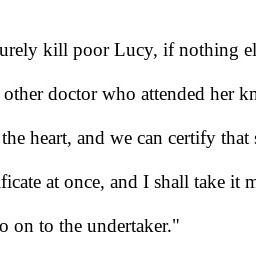 urely kill poor Lucy, if nothing el
other doctor who attended her kn
the heart, and we can certify that s
ficate at once, and I shall take it m
o on to the undertaker."